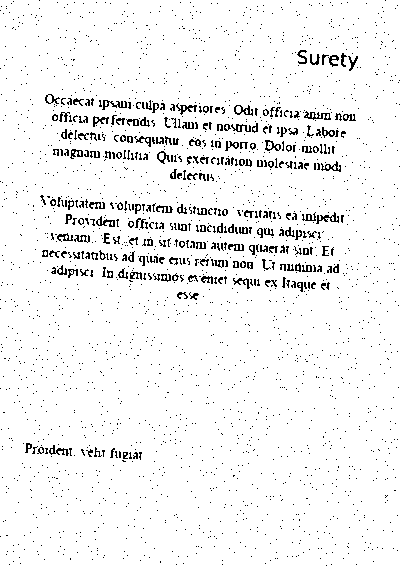 Surety
Occaecat ipsam culpa asperiores. Odit officia anim non
officia perferendis. Ullam et nostrud et ipsa. Labore
delectus, consequatur, eos in porro. Dolor mollit
magnam mollitia. Quis exercitation molestiae modi
delectus.
Voluptatem voluptatem distinctio, veritatis ea impedit.
Provident, officia sunt incididunt qui adipisci
veniam. Est, et in sit totam autem quaerat sint. Et
necessitatibus ad quae eius rerum non. Ut minima ad
adipisci. In dignissimos eveniet sequi ex itaque et
esse.
Proident, velit fugiat